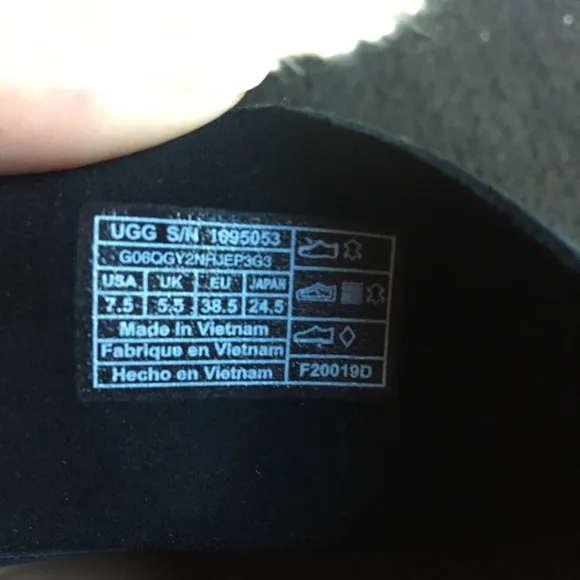 UGG S/N 1095053
G06QGY2NHJEP3G3
USA UK EU JAPAN
7.5 5.5 38.5 24.5
Made in Vietnam
Fabrique en Vietnam
Hecho en Vietnam
F20019D